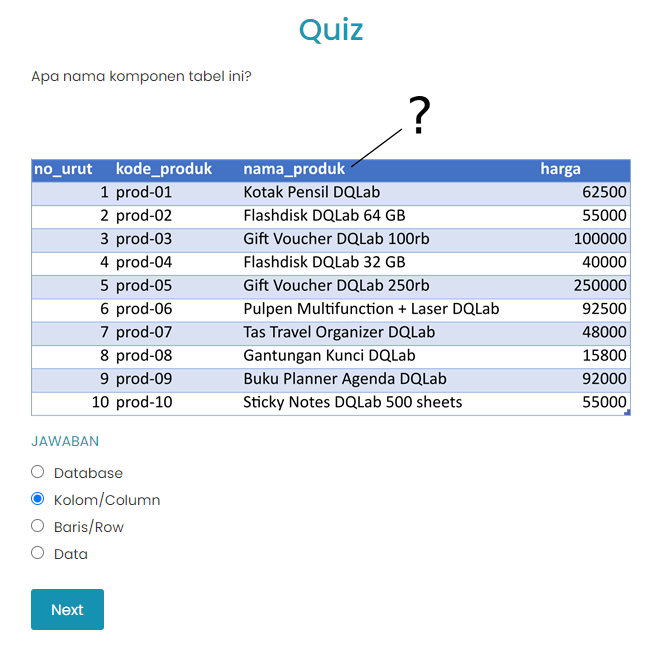 Quiz
Apa nama komponen tabel ini?
?
no_urut kode_produk nama_produk harga
1 prod-01 Kotak Pensil DQLab 62500
2 prod-02 Flashdisk DQLab 64 GB 55000
3 prod-03 Gift Voucher DQLab 100rb 100000
4 prod-04 Flashdisk DQLab 32 GB 40000
5 prod-05 Gift Voucher DQLab 250rb 250000
6 prod-06 Pulpen Multifunction + Laser DQLab 92500
7 prod-07 Tas Travel Organizer DQLab 48000
8 prod-08 Gantungan Kunci DQLab 15800
9 prod-09 Buku Planner Agenda DQLab 92000
10 prod-10 Sticky Notes DQLab 500 sheets 55000
JAWABAN
Database
Kolom/Column
Baris/Row
Data
Next